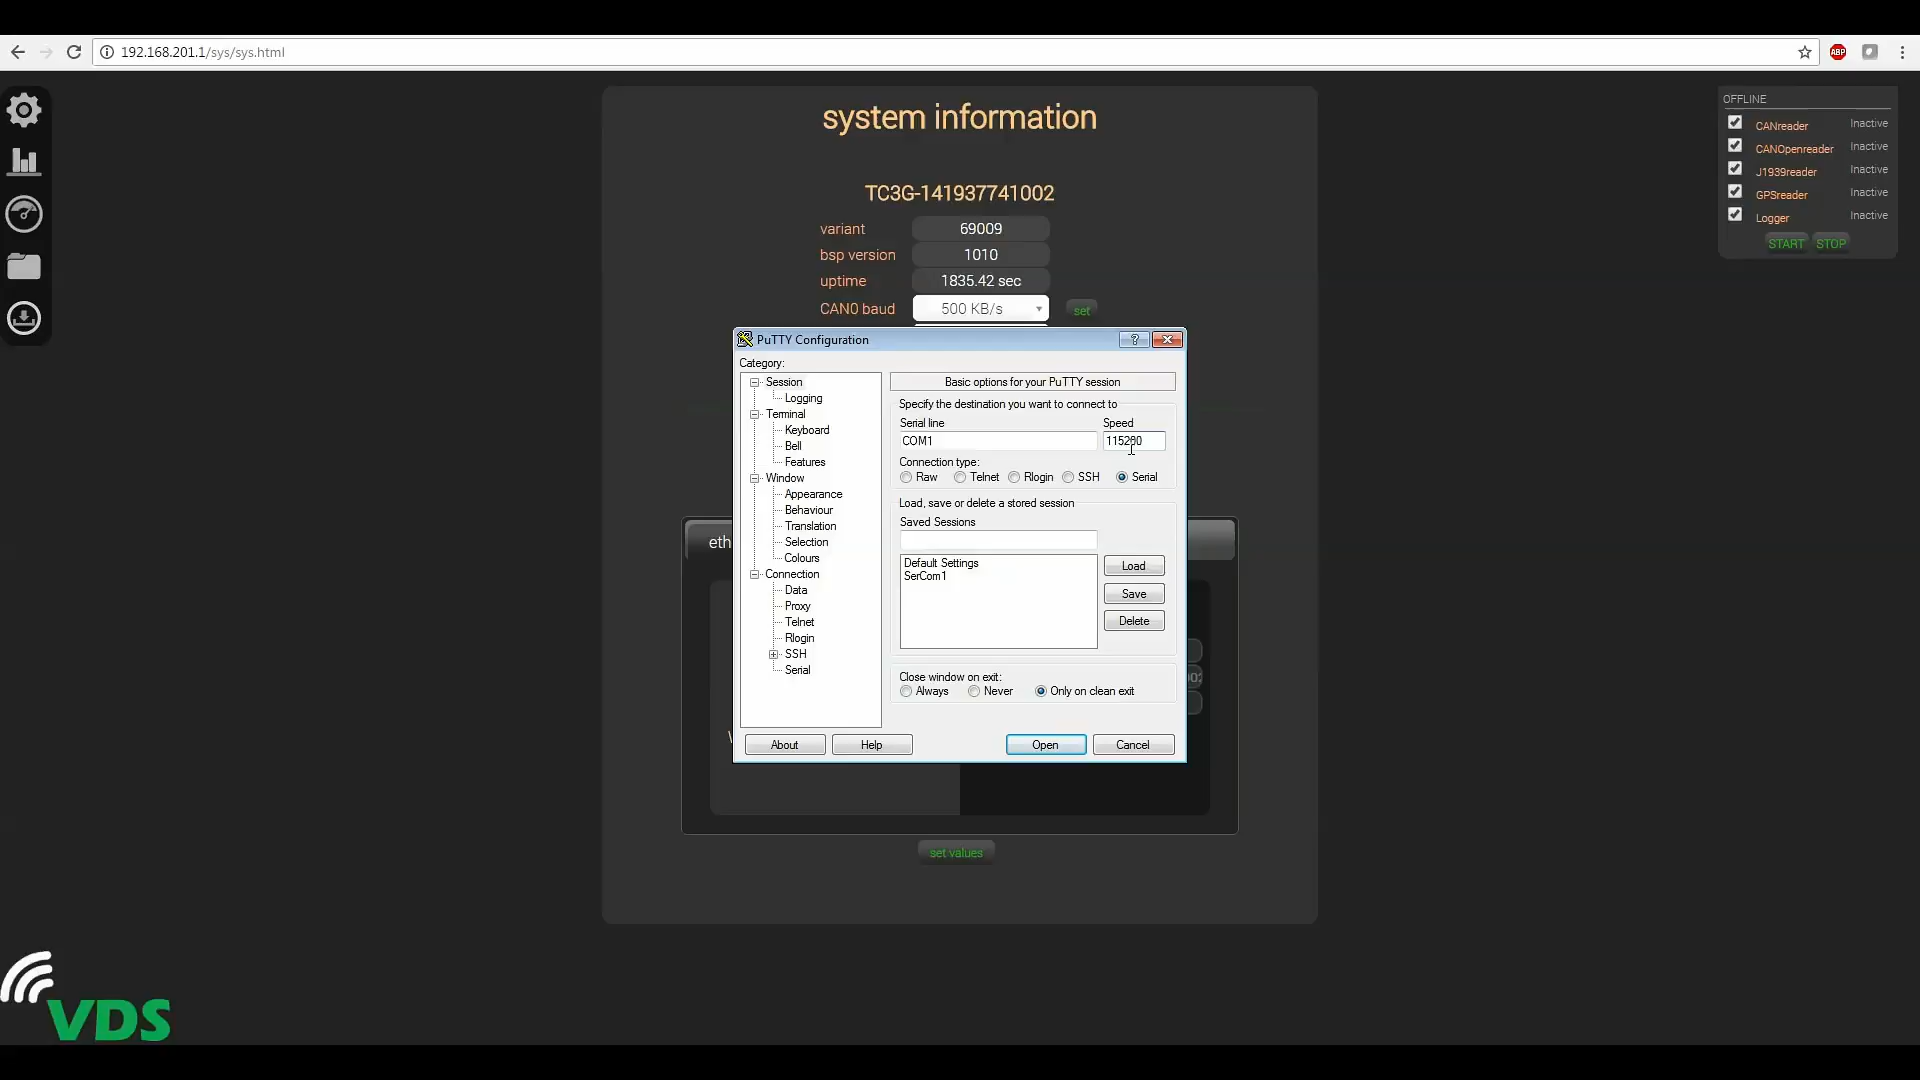 192.168.201.1/sys/sys.html
ABP
system information
TC3G-141937741002
variant 69009
bsp version 1010
uptime 1835.42 sec
CAN0 baud 500 KB/s set
OFFLINE
CANreader Inactive
CANOpenreader Inactive
J1939reader Inactive
GPSreader Inactive
Logger Inactive
START STOP
PuTTY Configuration
Category:
Session
Logging
Terminal
Keyboard
Bell
Features
Window
Appearance
Behaviour
Translation
Selection
Colours
Connection
Data
Proxy
Telnet
Rlogin
SSH
Serial
Basic options for your PuTTY session
Specify the destination you want to connect to
Serial line Speed
COM1 115200
Connection type:
Raw Telnet Rlogin SSH Serial
Load, save or delete a stored session
Saved Sessions
Default Settings
SerCom1
Load
Save
Delete
Close window on exit:
Always Never Only on clean exit
About Help Open Cancel
eth
set values
VDS